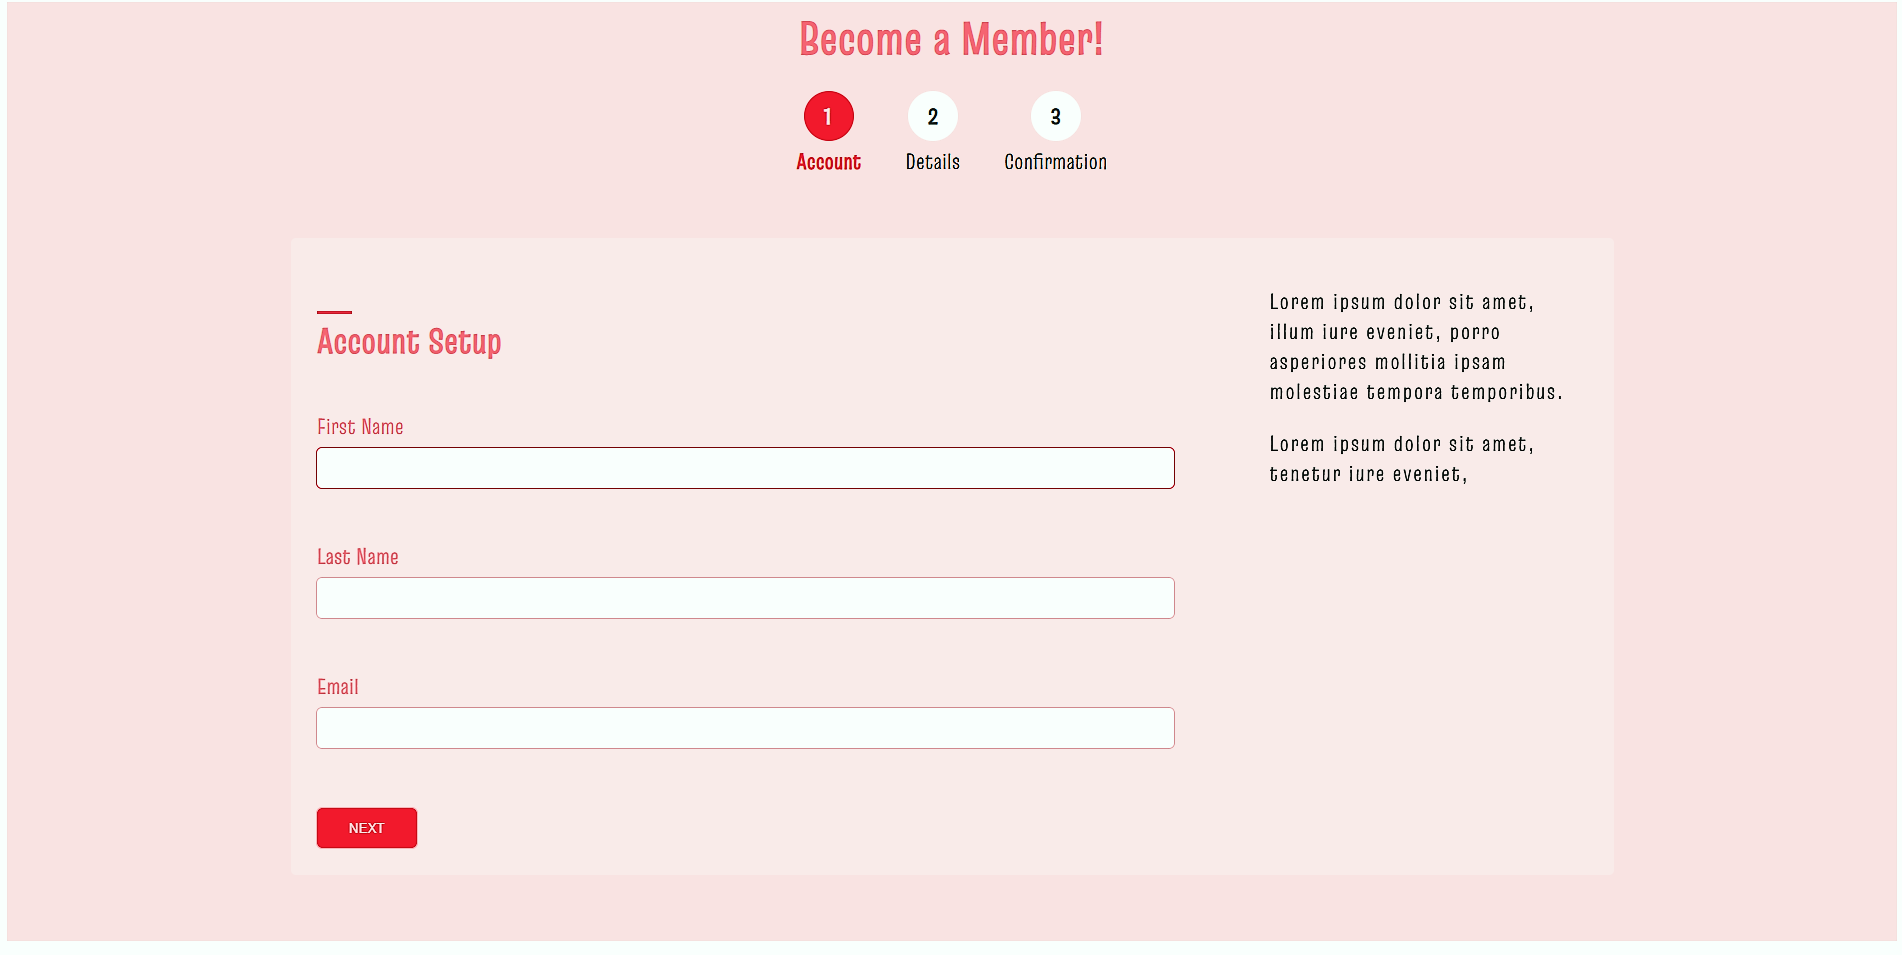 Become a Member!
1
2
3
Account
Details
Confirmation
Account Setup
First Name
Last Name
Email
NEXT
Lorem ipsum dolor sit amet,
illum iure eveniet, porro
asperiores mollitia ipsam
molestiae tempora temporibus.
Lorem ipsum dolor sit amet,
tenetur iure eveniet,